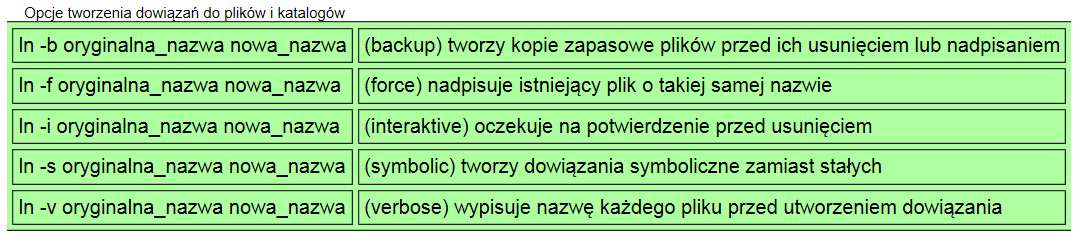 Opcje tworzenia dowiązań do plików i katalogów
ln -b oryginalna_nazwa nowa_nazwa (backup) tworzy kopie zapasowe plików przed ich usunięciem lub nadpisaniem
ln -f oryginalna_nazwa nowa_nazwa (force) nadpisuje istniejący plik o takiej samej nazwie
ln -i oryginalna_nazwa nowa_nazwa (interaktive) oczekuje na potwierdzenie przed usunięciem
ln -s oryginalna_nazwa nowa_nazwa (symbolic) tworzy dowiązania symboliczne zamiast stałych
ln -v oryginalna_nazwa nowa_nazwa (verbose) wypisuje nazwę każdego pliku przed utworzeniem dowiązania